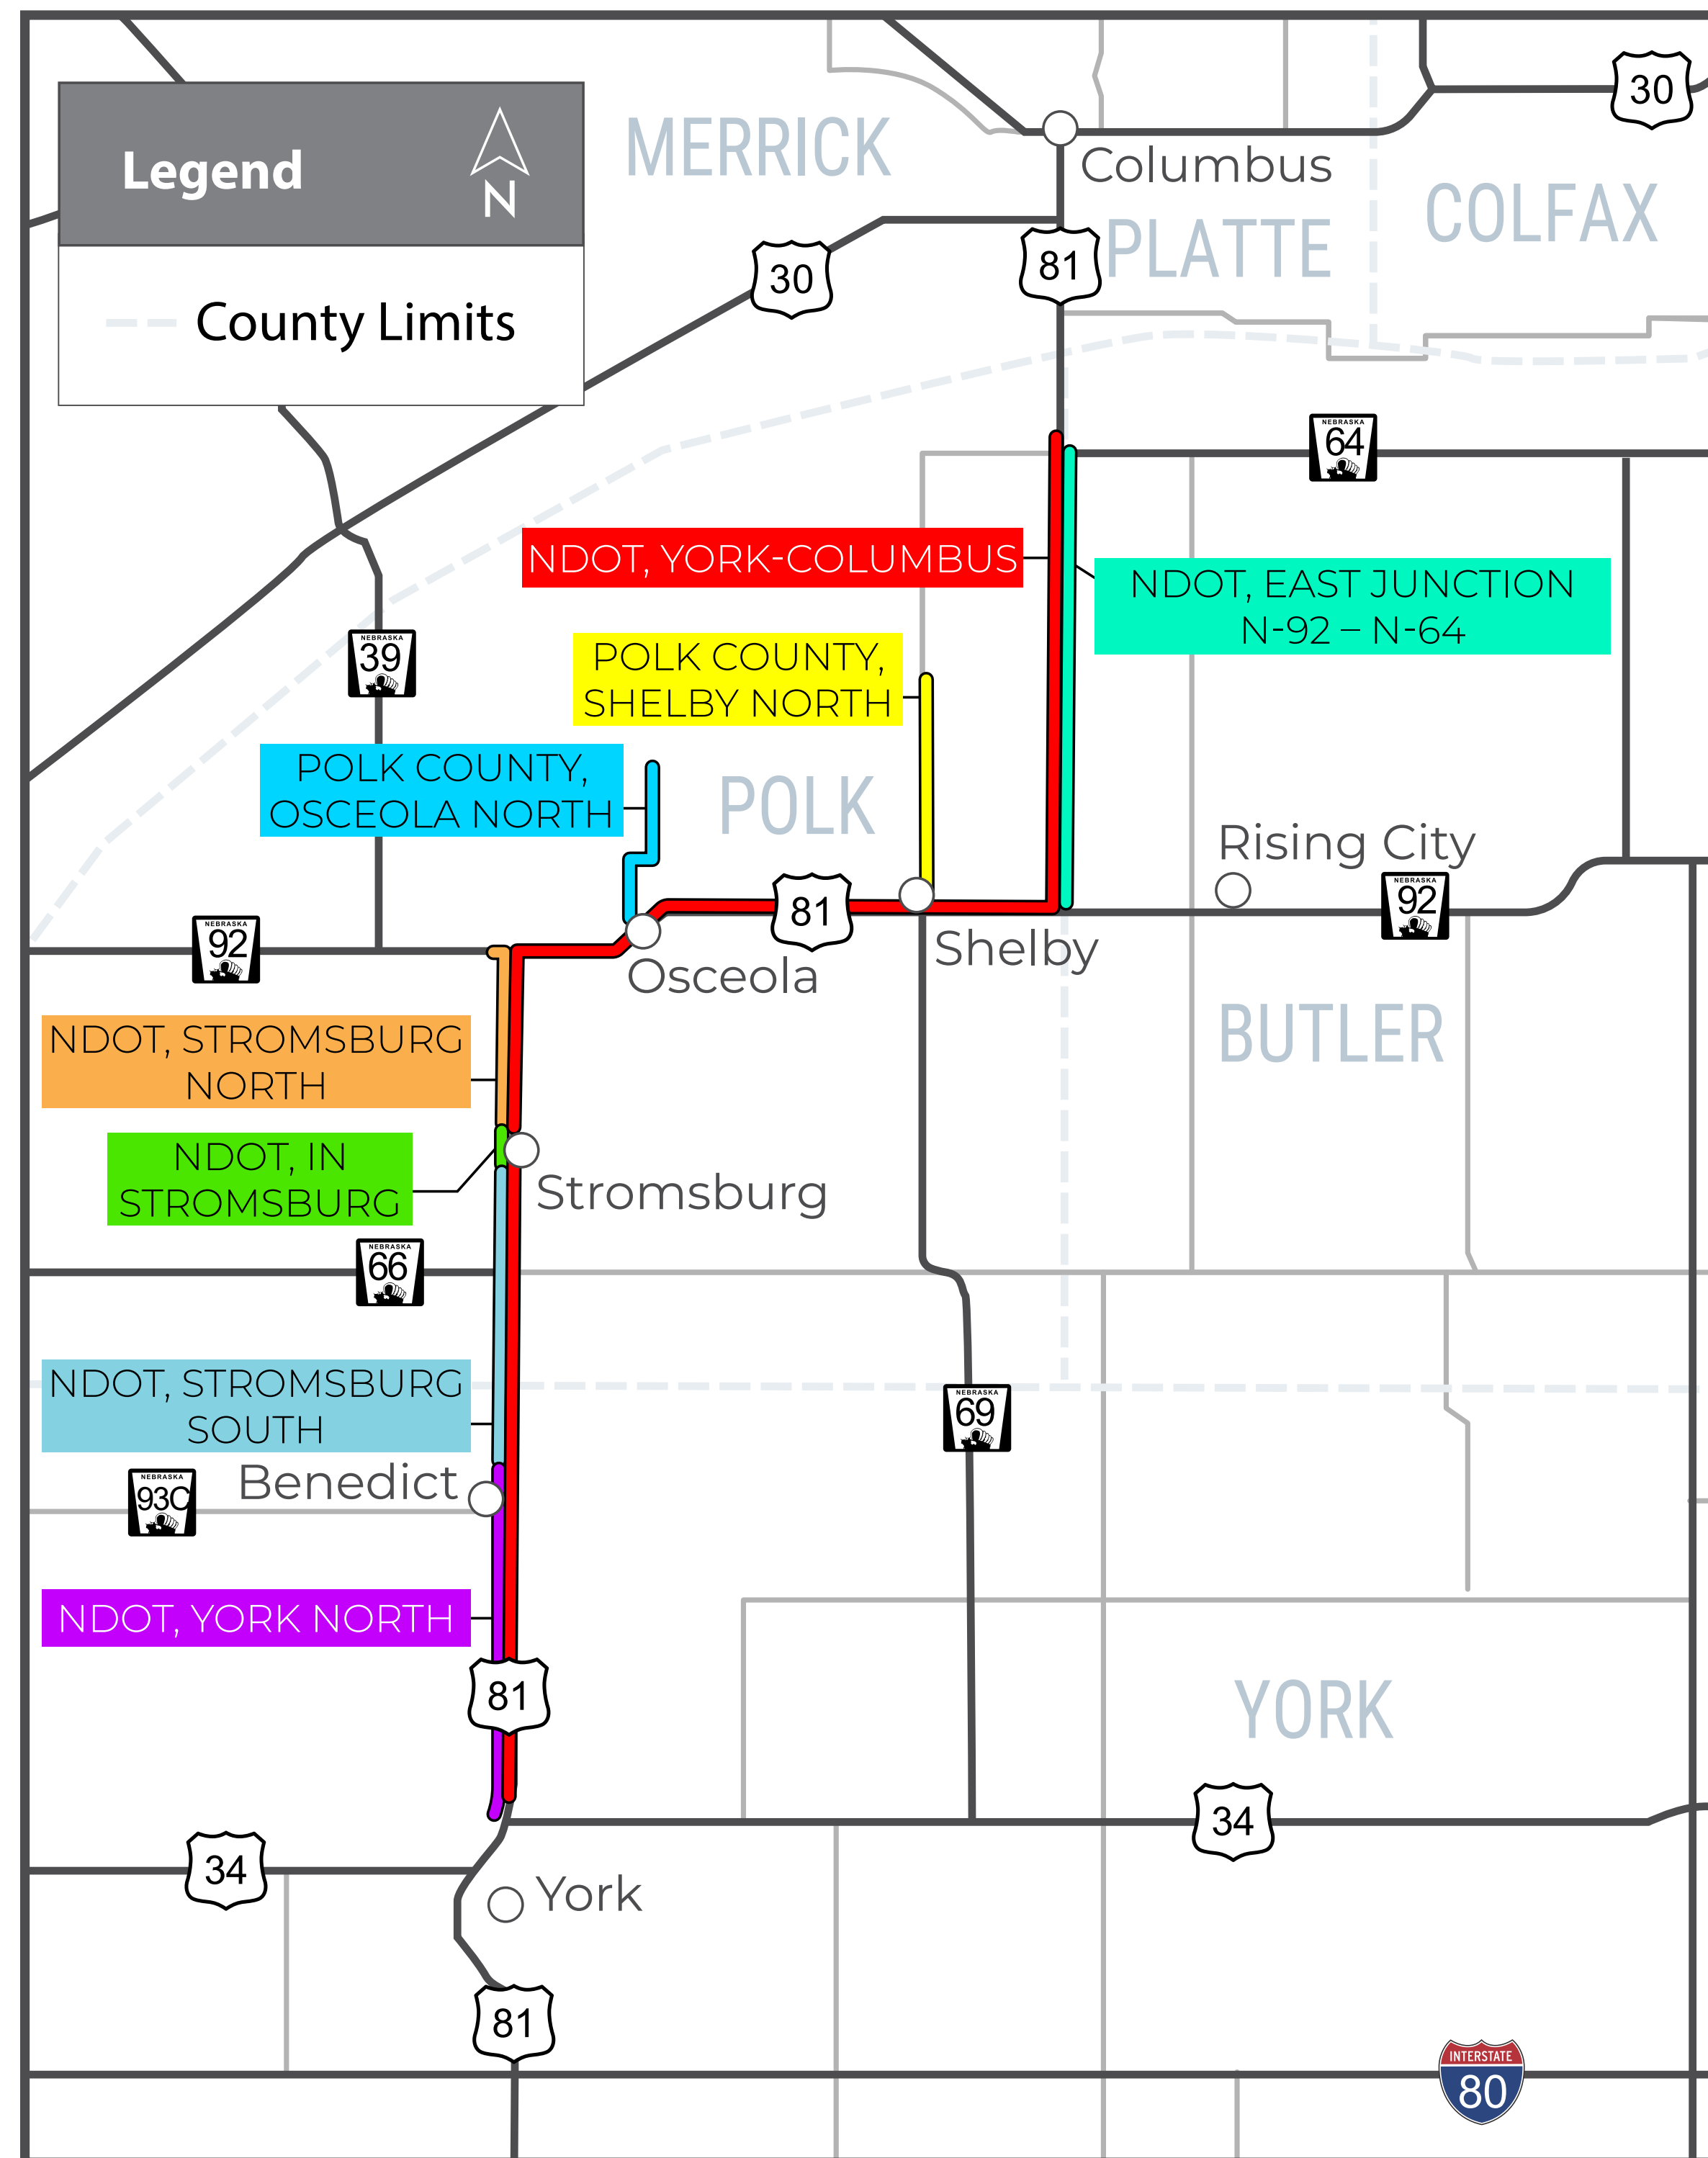 30
MERRICK
Columbus
Legend
N
COLFAX
PLATTE
30
81
County Limits
NEBRASKA
64
NDOT, YORK-COLUMBUS
NDOT, EAST JUNCTION
N-92 – N-64
NEBRASKA
39
POLK COUNTY,
SHELBY NORTH
POLK COUNTY,
OSCEOLA NORTH
POLK
Rising City
81
NEBRASKA
92
NEBRASKA
92
Shelby
Osceola
NDOT, STROMSBURG
NORTH
BUTLER
NDOT, IN
STROMSBURG
Stromsburg
NEBRASKA
66
NDOT, STROMSBURG
SOUTH
NEBRASKA
69
Benedict
NEBRASKA
93C
NDOT, YORK NORTH
81
YORK
34
34
York
81
INTERSTATE
80